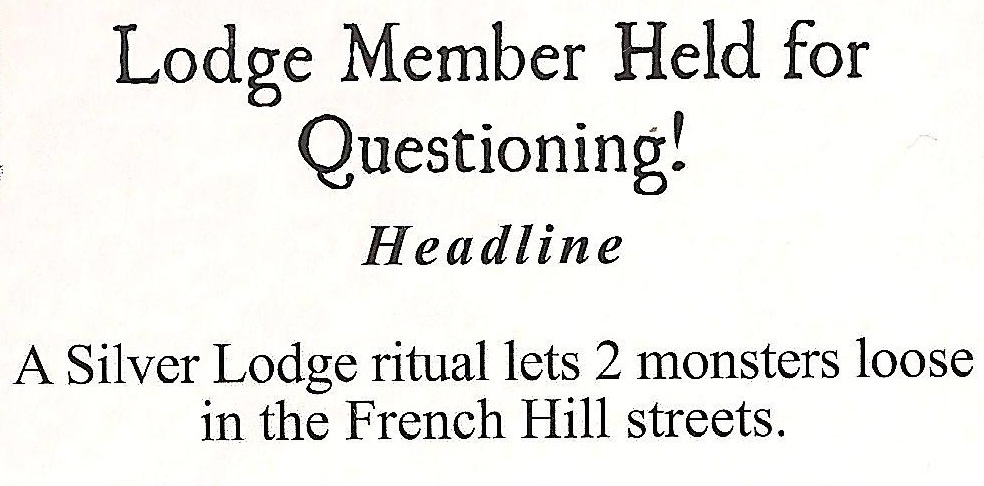 Lodge Member Held for
Questioning!
Headline
A Silver Lodge ritual lets 2 monsters loose
in the French Hill streets.